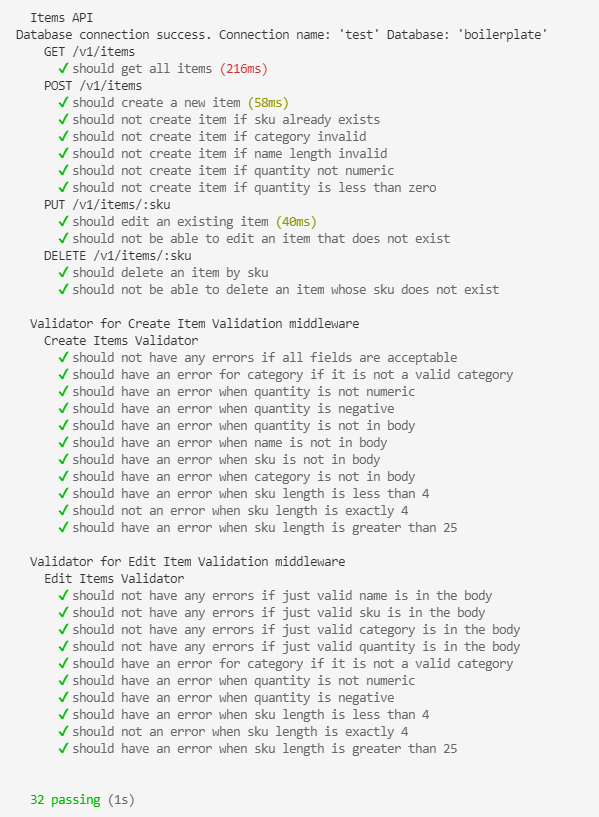 Items API
Database connection success. Connection name: 'test' Database: 'boilerplate'
GET /v1/items
✓ should get all items (216ms)
POST /v1/items
✓ should create a new item (58ms)
✓ should not create item if sku already exists
✓ should not create item if category invalid
✓ should not create item if name length invalid
✓ should not create item if quantity not numeric
✓ should not create item if quantity is less than zero
PUT /v1/items/:sku
✓ should edit an existing item (40ms)
✓ should not be able to edit an item that does not exist
DELETE /v1/items/:sku
✓ should delete an item by sku
✓ should not be able to delete an item whose sku does not exist
Validator for Create Item Validation middleware
Create Items Validator
✓ should not have any errors if all fields are acceptable
✓ should have an error for category if it is not a valid category
✓ should have an error when quantity is not numeric
✓ should have an error when quantity is negative
✓ should have an error when quantity is not in body
✓ should have an error when name is not in body
✓ should have an error when sku is not in body
✓ should have an error when category is not in body
✓ should have an error when sku length is less than 4
✓ should not an error when sku length is exactly 4
✓ should have an error when sku length is greater than 25
Validator for Edit Item Validation middleware
Edit Items Validator
✓ should not have any errors if just valid name is in the body
✓ should not have any errors if just valid sku is in the body
✓ should not have any errors if just valid category is in the body
✓ should not have any errors if just valid quantity is in the body
✓ should have an error for category if it is not a valid category
✓ should have an error when quantity is not numeric
✓ should have an error when quantity is negative
✓ should have an error when sku length is less than 4
✓ should not an error when sku length is exactly 4
✓ should have an error when sku length is greater than 25
32 passing (1s)